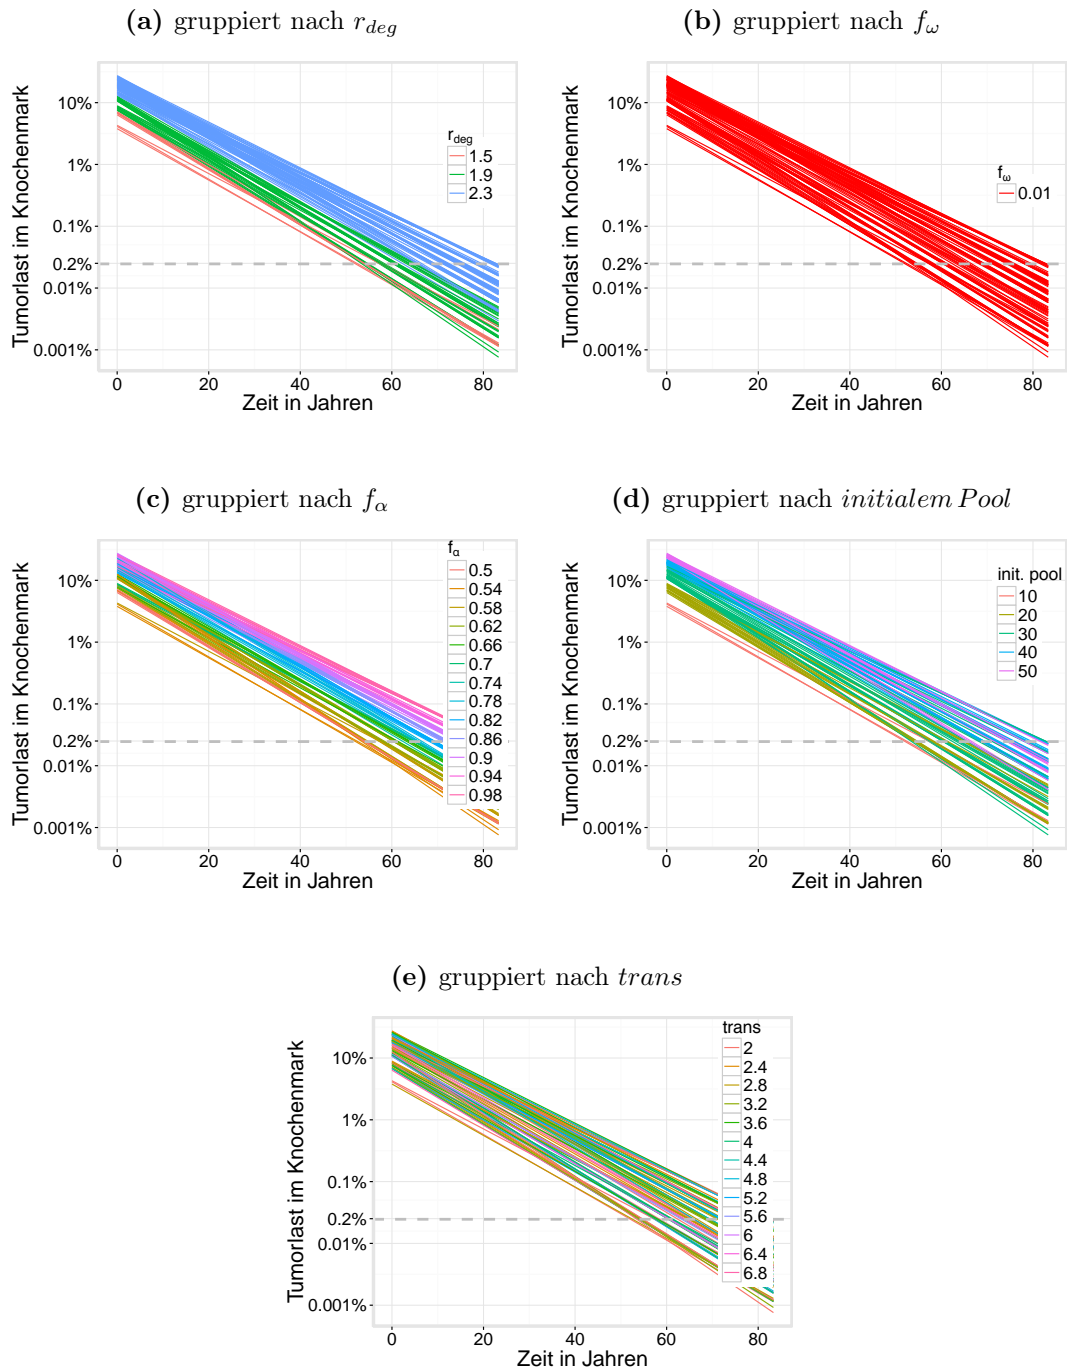 (a) gruppiert nach r_deg
Tumorlast im Knochenmark
10%
1%
0.1%
0.2%
0.01%
0.001%
r_deg
1.5
1.9
2.3
0 20 40 60 80
Zeit in Jahren
(b) gruppiert nach f_ω
Tumorlast im Knochenmark
10%
1%
0.1%
0.2%
0.01%
0.001%
f_ω
0.01
0 20 40 60 80
Zeit in Jahren
(c) gruppiert nach f_α
Tumorlast im Knochenmark
10%
1%
0.1%
0.2%
0.01%
0.001%
f_α
0.5
0.54
0.58
0.62
0.66
0.7
0.74
0.78
0.82
0.86
0.9
0.94
0.98
0 20 40 60 80
Zeit in Jahren
(d) gruppiert nach initialem Pool
Tumorlast im Knochenmark
10%
1%
0.1%
0.2%
0.01%
0.001%
init. pool
10
20
30
40
50
0 20 40 60 80
Zeit in Jahren
(e) gruppiert nach trans
Tumorlast im Knochenmark
10%
1%
0.1%
0.2%
0.01%
0.001%
trans
2
2.4
2.8
3.2
3.6
4
4.4
4.8
5.2
5.6
6
6.4
6.8
0 20 40 60 80
Zeit in Jahren